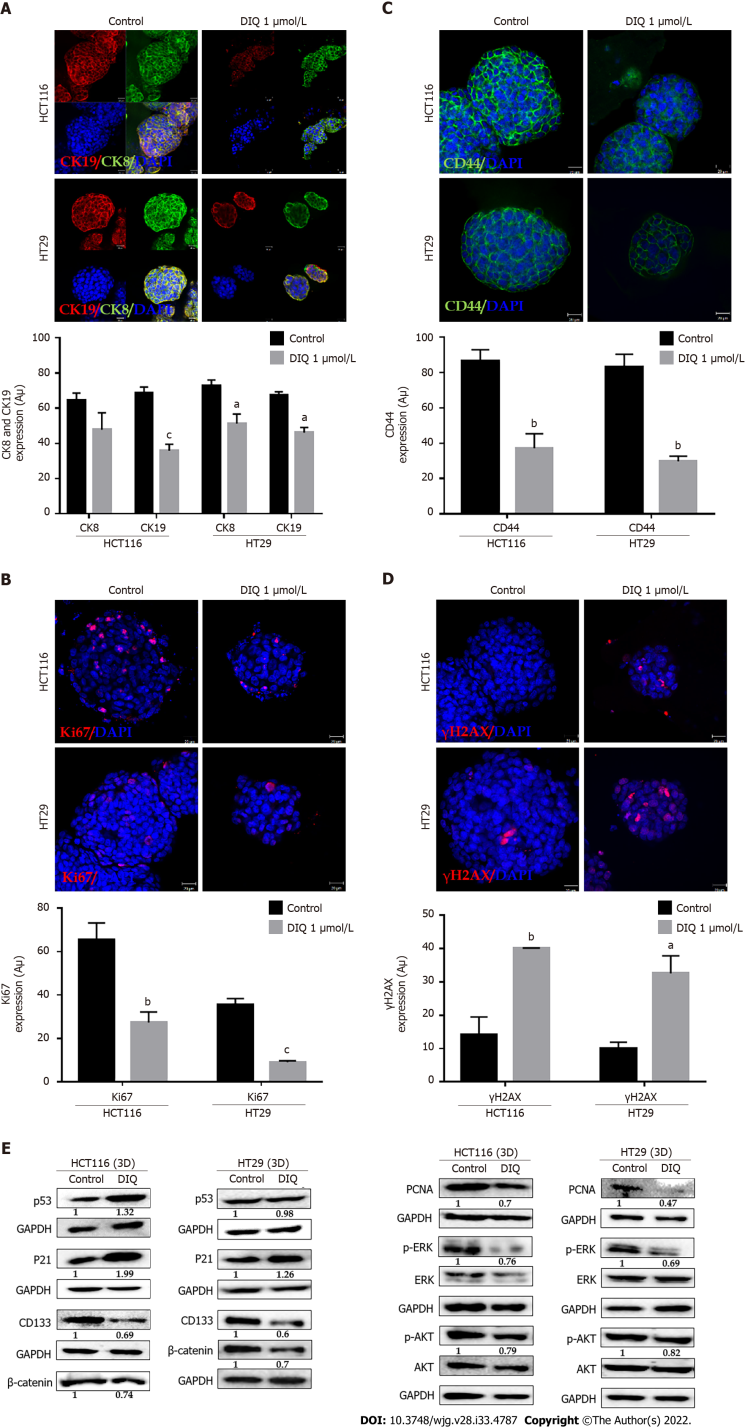 A
Control
DIQ 1 µmol/L
HCT116
CK19/CK8/DAPI
HT29
CK19/CK8/DAPI
Control
DIQ 1 µmol/L
CK8 and CK19
expression (Aµ)
100
80
60
40
20
0
c
a
a
CK8
CK19
CK8
CK19
HCT116
HT29
C
Control
DIQ 1 µmol/L
HCT116
CD44/DAPI
HT29
CD44/DAPI
Control
DIQ 1 µmol/L
CD44
expression (Aµ)
100
80
60
40
20
0
b
b
CD44
CD44
HCT116
HT29
B
Control
DIQ 1 µmol/L
HCT116
Ki67/DAPI
HT29
Ki67/
Control
DIQ 1 µmol/L
Ki67
expression (Aµ)
80
60
40
20
0
b
c
Ki67
Ki67
HCT116
HT29
D
Control
DIQ 1 µmol/L
HCT116
γH2AX/DAPI
HT29
γH2AX/DAPI
Control
DIQ 1 µmol/L
γH2AX
expression (Aµ)
50
40
30
20
10
0
b
a
γH2AX
γH2AX
HCT116
HT29
E
HCT116 (3D)
Control DIQ
p53
1 1.32
GAPDH
P21
1 1.99
GAPDH
CD133
1 0.69
GAPDH
β-catenin
1 0.74
HT29 (3D)
Control DIQ
p53
1 0.98
GAPDH
P21
1 1.26
GAPDH
CD133
1 0.6
β-catenin
1 0.7
GAPDH
HCT116 (3D)
Control DIQ
PCNA
1 0.7
GAPDH
p-ERK
1 0.76
ERK
GAPDH
p-AKT
1 0.79
AKT
GAPDH
HT29 (3D)
Control DIQ
PCNA
1 0.47
GAPDH
p-ERK
1 0.69
ERK
GAPDH
p-AKT
1 0.82
AKT
GAPDH
DOI: 10.3748/wjg.v28.i33.4787 Copyright ©The Author(s) 2022.